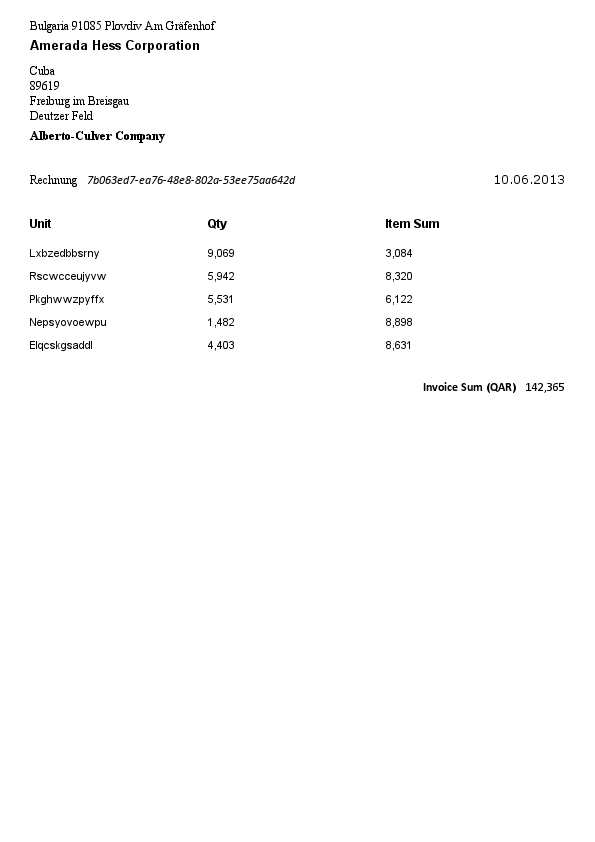 Bulgaria 91085 Plovdiv Am Gräfenhof
Amerada Hess Corporation
Cuba
89619
Freiburg im Breisgau
Deutzer Feld
Alberto-Culver Company
Rechnung 7b063ed7-ea76-48e8-802a-53ee75aa642d 10.06.2013
Unit Qty Item Sum
Lxbzedbbsrny 9,069 3,084
Rscwcceujyvw 5,942 8,320
Pkghwwzpyffx 5,531 6,122
Nepsyovoewpu 1,482 8,898
Elqcskgsaddl 4,403 8,631
Invoice Sum (QAR) 142,365